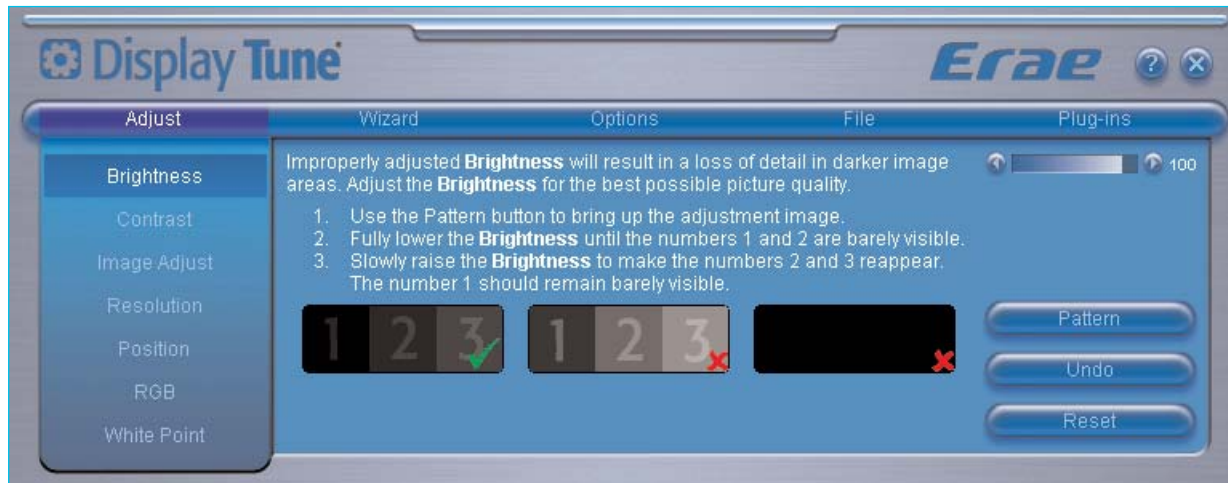 Display Tune
Erae
?
Adjust Wizard Options File Plug-ins
Brightness
Contrast
Image Adjust
Resolution
Position
RGB
White Point
Improperly adjusted Brightness will result in a loss of detail in darker image
areas. Adjust the Brightness for the best possible picture quality.
100
1. Use the Pattern button to bring up the adjustment image.
2. Fully lower the Brightness until the numbers 1 and 2 are barely visible.
3. Slowly raise the Brightness to make the numbers 2 and 3 reappear.
The number 1 should remain barely visible.
1 2 3
1 2 3
Pattern
Undo
Reset